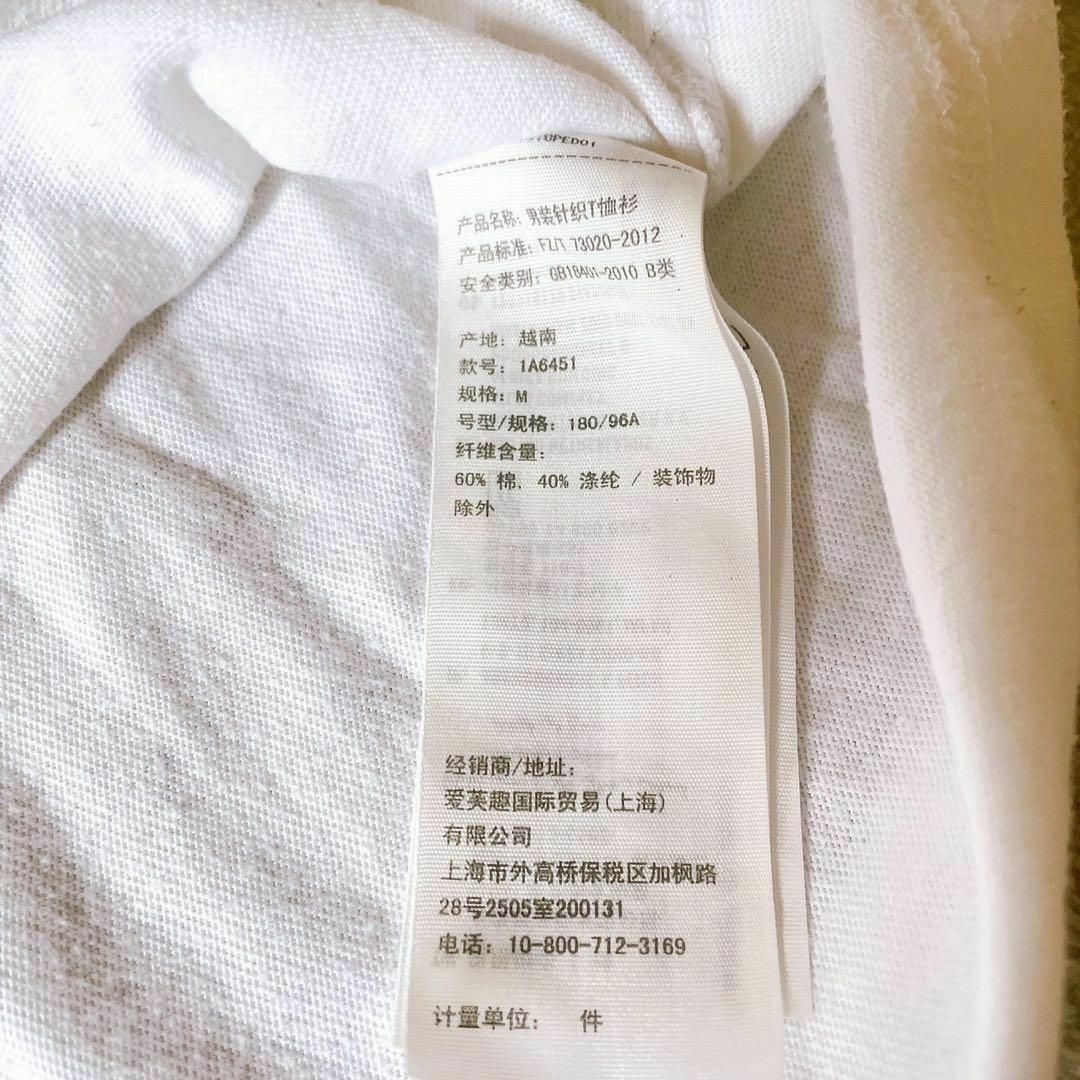 产品名称: 男装针织T恤衫
产品标准: FZ/T 73020-2012
安全类别: GB18401-2010 B类
产地: 越南
款号: 1A6451
规格: M
号型/规格: 180/96A
纤维含量:
60% 棉, 40% 涤纶 / 装饰物
除外
经销商/地址:
爱芙趣国际贸易(上海)
有限公司
上海市外高桥保税区加枫路
28号2505室200131
电话: 10-800-712-3169
计量单位: 件